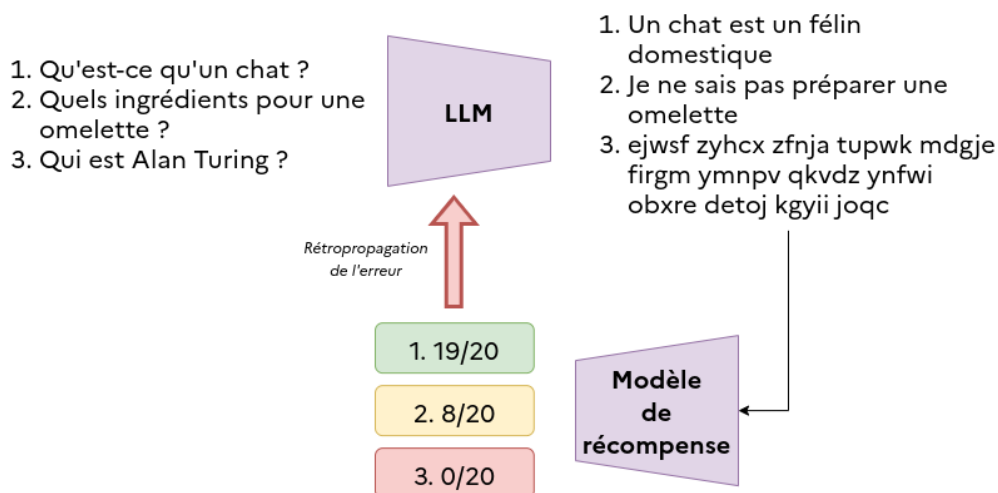 1. Qu'est-ce qu'un chat ?
2. Quels ingrédients pour une
omelette ?
3. Qui est Alan Turing ?
LLM
1. Un chat est un félin
domestique
2. Je ne sais pas préparer une
omelette
3. ejwsf zyhcx zfnja tupwk mdgje
firgm ymnpv qkvdz ynfwi
obxre detoj kgyii joqc
Rétropropagation
de l'erreur
1. 19/20
2. 8/20
3. 0/20
Modèle
de
récompense